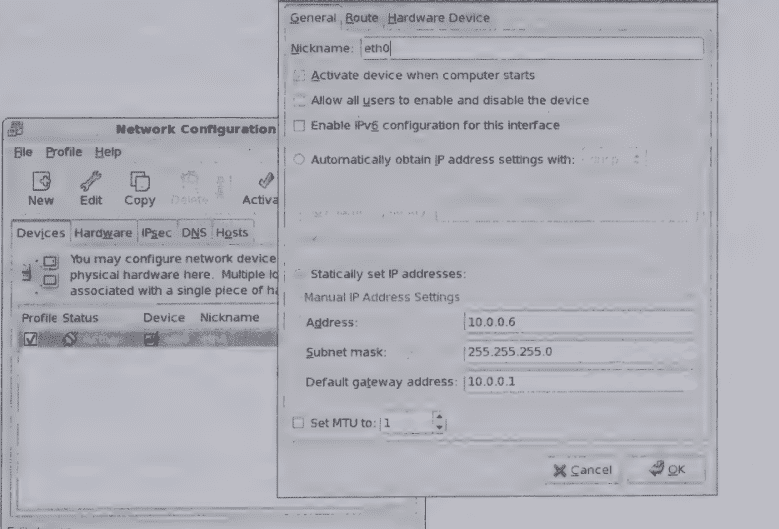 General Route Hardware Device
Nickname: eth0
Activate device when computer starts
Allow all users to enable and disable the device
Enable IPv6 configuration for this interface
Automatically obtain IP address settings with:
Statically set IP addresses:
Manual IP Address Settings
Address: 10.0.0.6
Subnet mask: 255.255.255.0
Default gateway address: 10.0.0.1
Set MTU to: 1
Cancel OK
Network Configuration
File Profile Help
New Edit Copy Delete Activa
Devices Hardware IPsec DNS Hosts
You may configure network device
physical hardware here. Multiple lo
associated with a single piece of ha
Profile Status Device Nickname